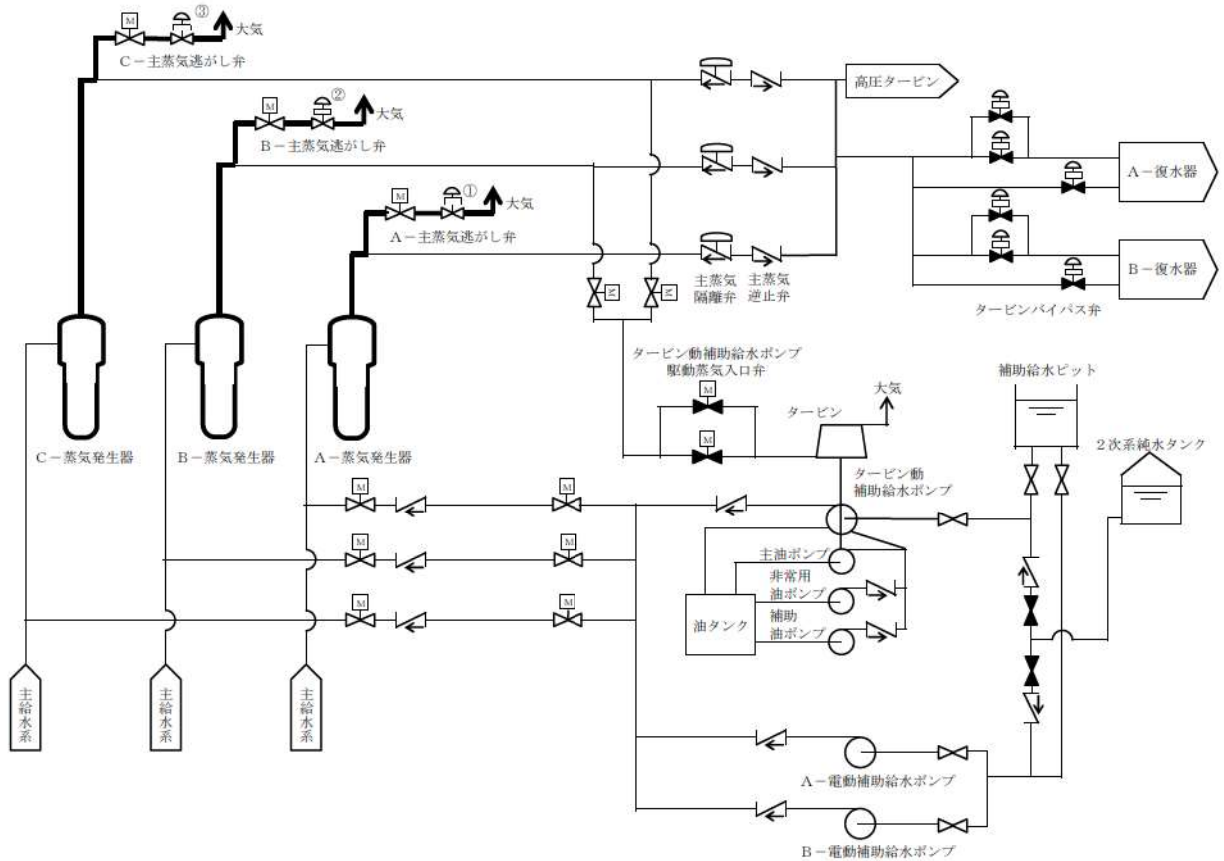 M
③
大気
C－主蒸気逃がし弁
M
②
大気
B－主蒸気逃がし弁
M
①
大気
A－主蒸気逃がし弁
高圧タービン
A－復水器
B－復水器
主蒸気
隔離弁
主蒸気
逆止弁
タービンバイパス弁
M
M
タービン動補助給水ポンプ
駆動蒸気入口弁
M
M
タービン
大気
補助給水ピット
2次系純水タンク
C－蒸気発生器
B－蒸気発生器
A－蒸気発生器
タービン動
補助給水ポンプ
M
M
M
M
M
M
主油ポンプ
非常用
油ポンプ
補助
油ポンプ
油タンク
主給水系
主給水系
主給水系
A－電動補助給水ポンプ
B－電動補助給水ポンプ